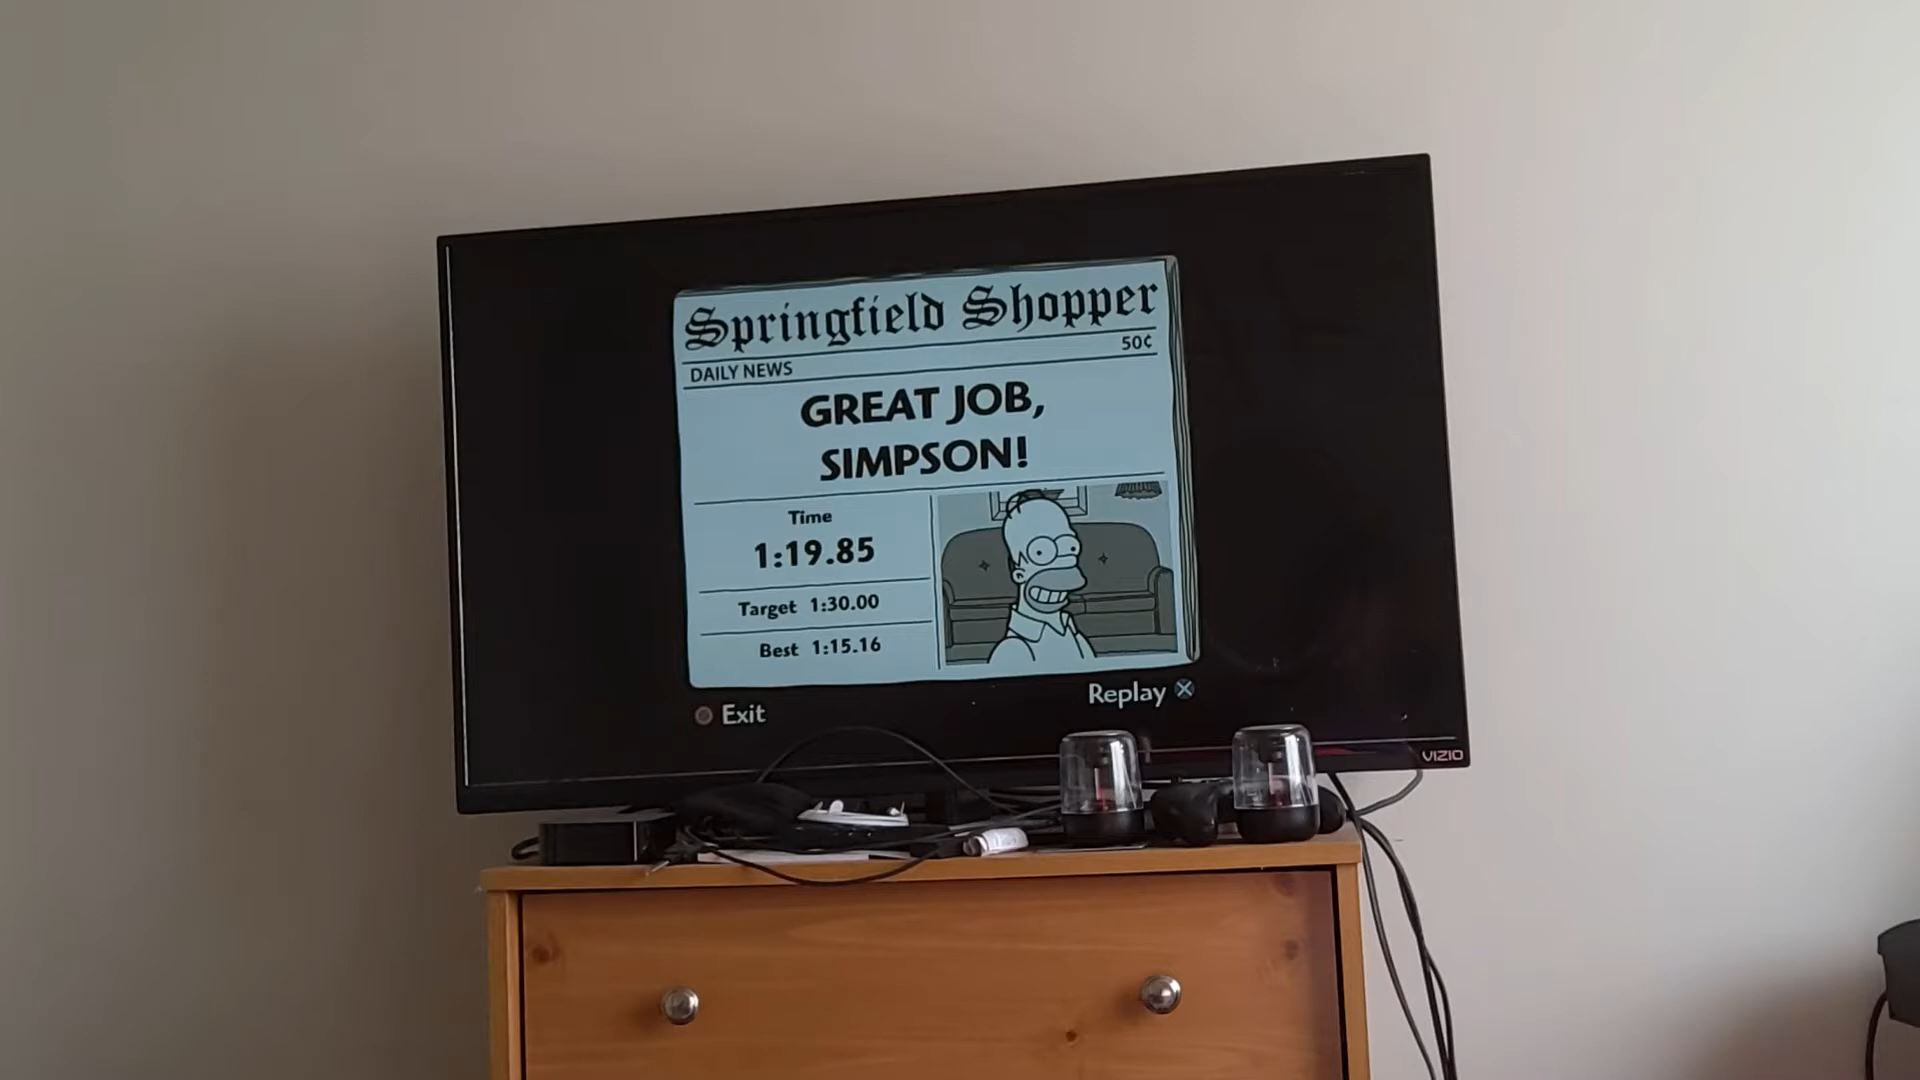 Springfield Shopper
50¢
DAILY NEWS
GREAT JOB,
SIMPSON!
Time
1:19.85
Target 1:30.00
Best 1:15.16
Exit
Replay
VIZIO